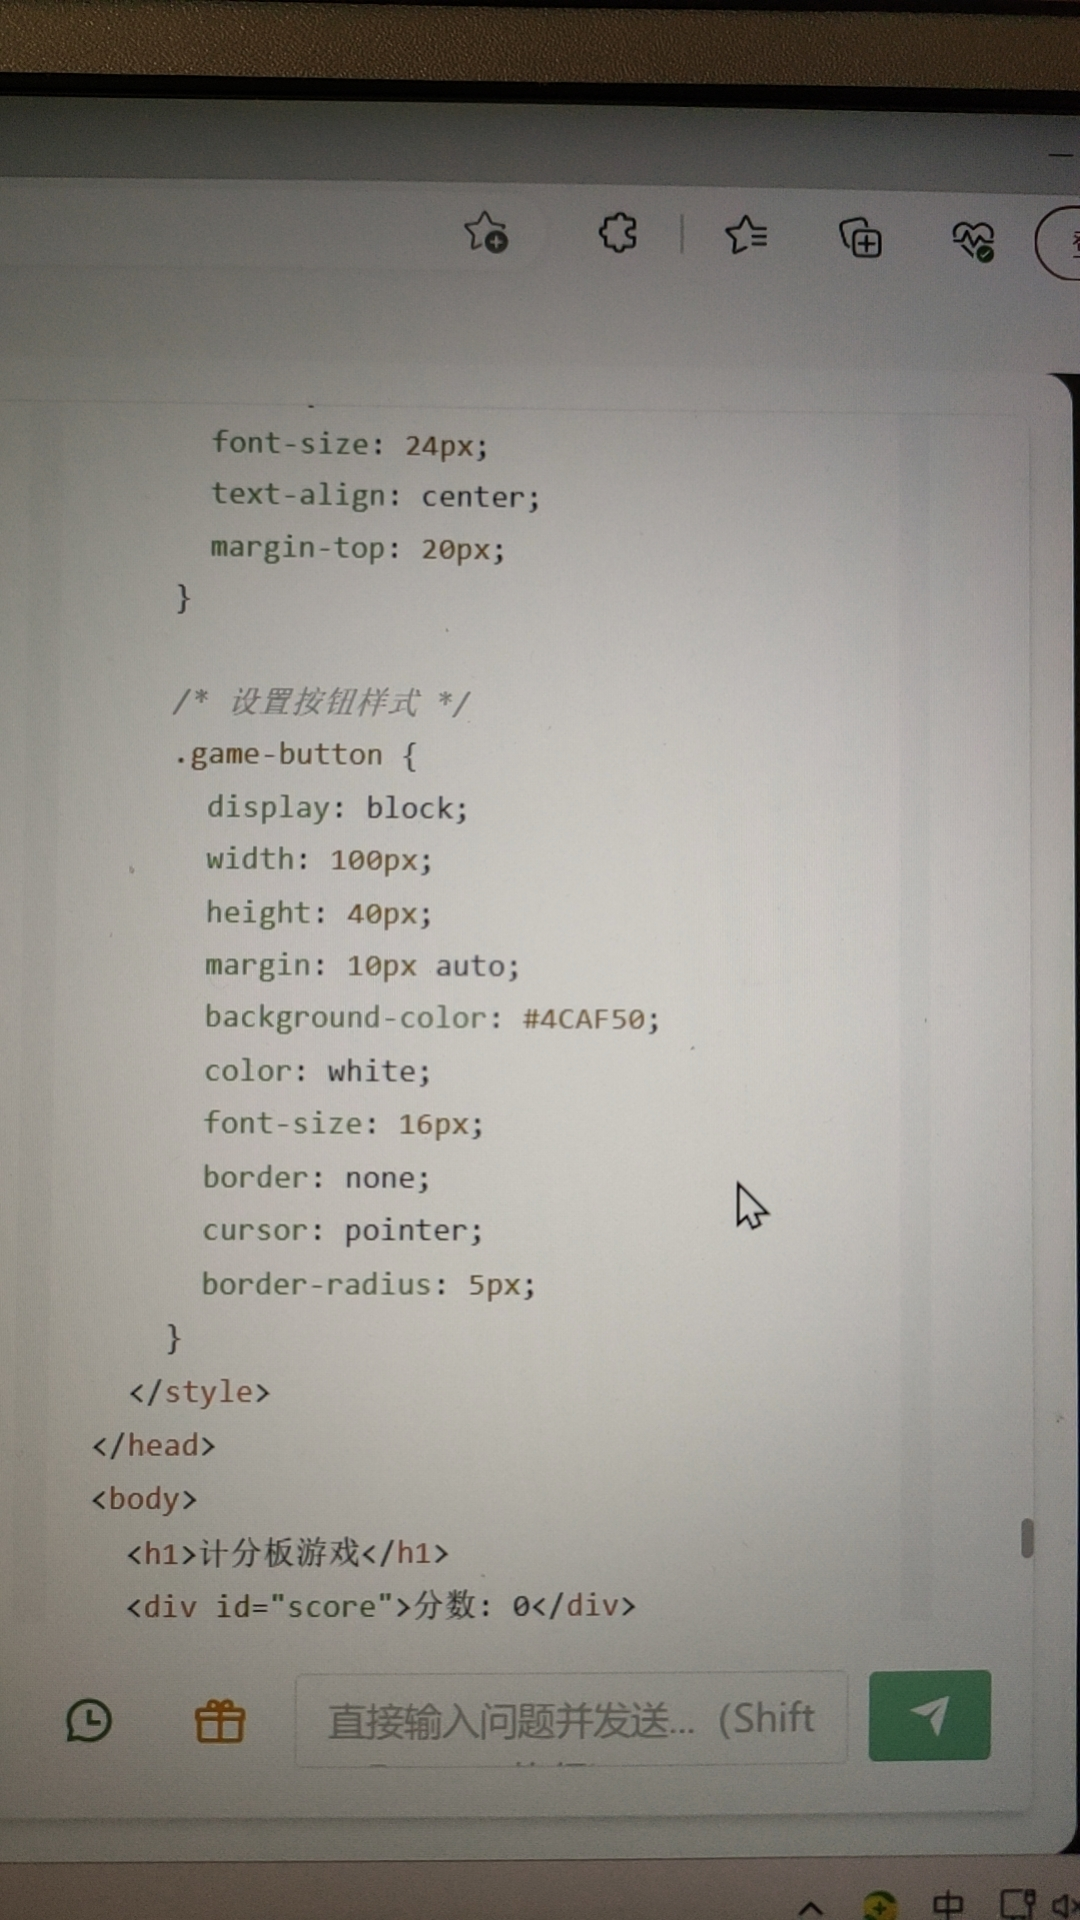 font-size: 24px;
text-align: center;
margin-top: 20px;
}
/* 设置按钮样式 */
.game-button {
display: block;
width: 100px;
height: 40px;
margin: 10px auto;
background-color: #4CAF50;
color: white;
font-size: 16px;
border: none;
cursor: pointer;
border-radius: 5px;
}
</style>
</head>
<body>
<h1>计分板游戏</h1>
<div id="score">分数: 0</div>
直接输入问题并发送... (Shift
中